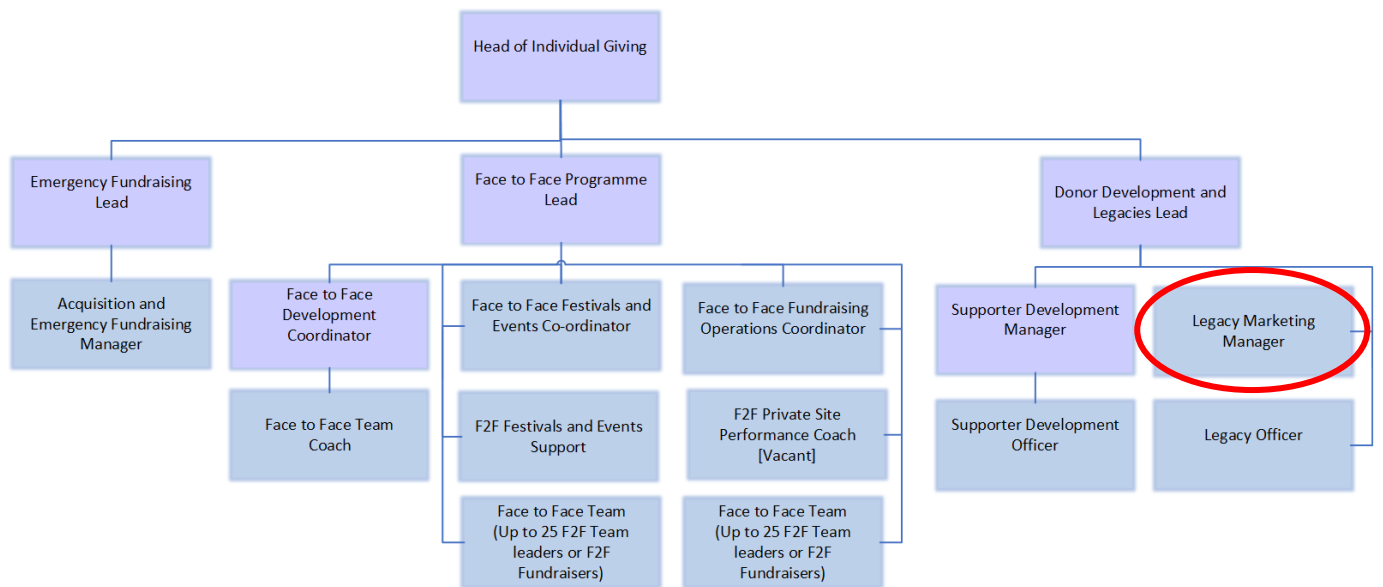 Head of Individual Giving
Emergency Fundraising
Lead
Face to Face Programme
Lead
Donor Development and
Legacies Lead
Acquisition and
Emergency Fundraising
Manager
Face to Face
Development
Coordinator
Face to Face Festivals and
Events Co-ordinator
Face to Face Fundraising
Operations Coordinator
Supporter Development
Manager
Legacy Marketing
Manager
Face to Face Team
Coach
F2F Festivals and Events
Support
F2F Private Site
Performance Coach
[Vacant]
Supporter Development
Officer
Legacy Officer
Face to Face Team
(Up to 25 F2F Team
leaders or F2F
Fundraisers)
Face to Face Team
(Up to 25 F2F Team
leaders or F2F
Fundraisers)